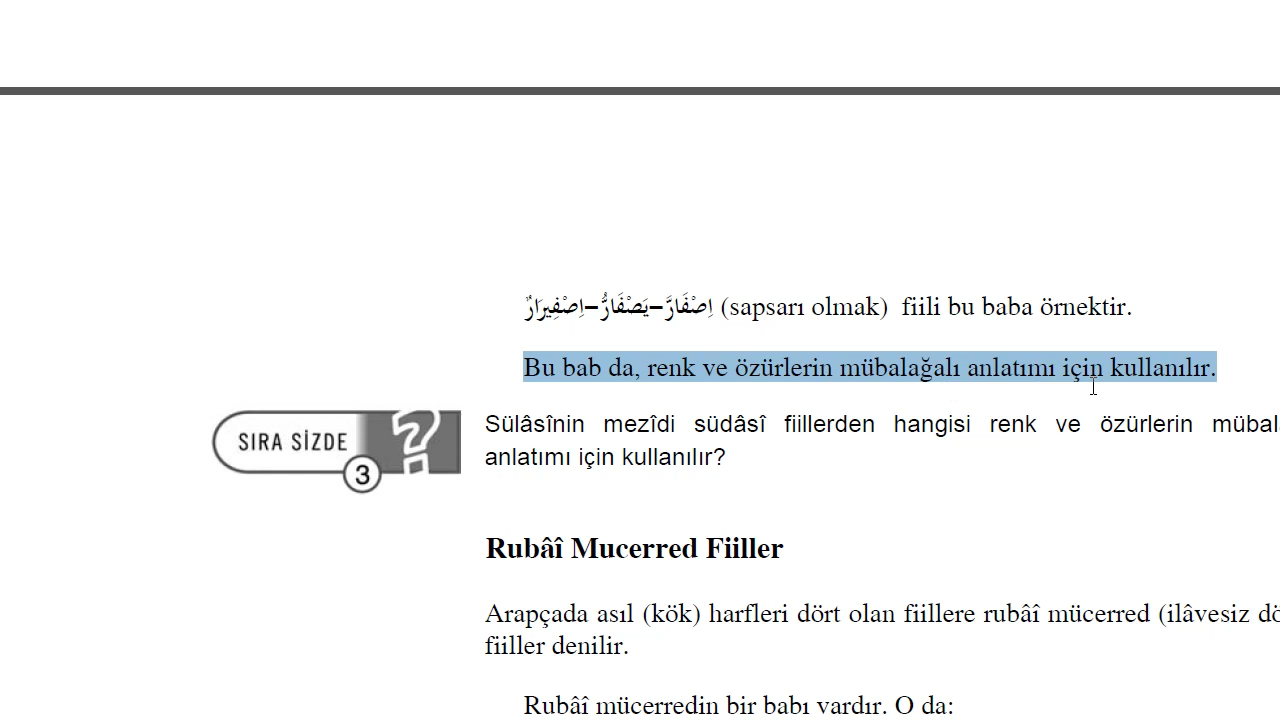 اِصْفَارَّ–يَصْفَارُّ–اِصْفِيرَارٌ (sapsarı olmak) fiili bu baba örnektir.
Bu bab da, renk ve özürlerin mübalağalı anlatımı için kullanılır.
Sülâsînin mezîdi südâsî fiillerden hangisi renk ve özürlerin
anlatımı için kullanılır?
SIRA SİZDE
3
Rubâî Mucerred Fiiller
Arapçada asıl (kök) harfleri dört olan fiillere rubâî mücerred (ilâvesiz
fiiller denilir.
Rubâî mücerredin bir babı vardır. O da: